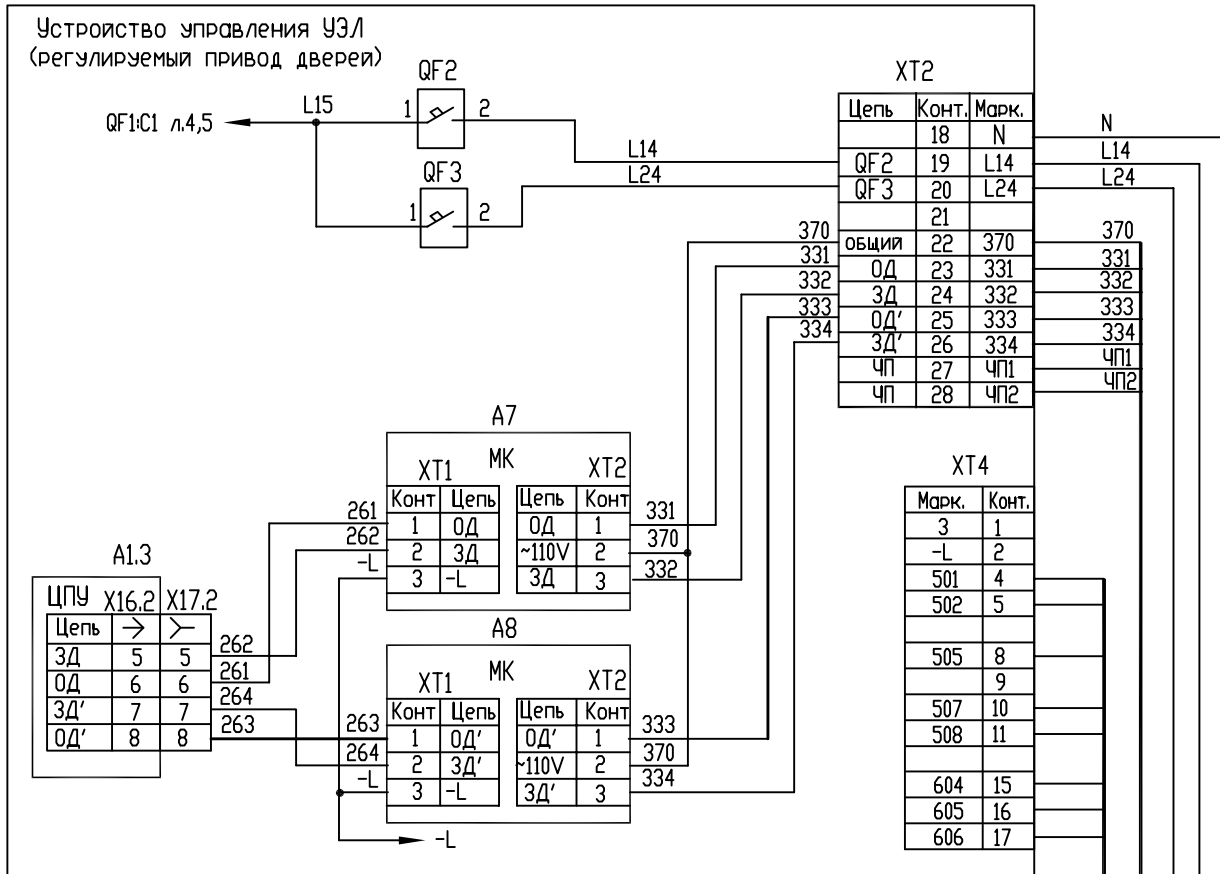 Устройство управления УЭЛ
(регулируемый привод дверей)
QF1:C1 л.4,5
L15
QF2
1 2
QF3
1 2
L14
L24
XT2
Цепь Конт. Марк.
18 N
QF2 19 L14
QF3 20 L24
21
общий 22 370
ОД 23 331
ЗД 24 332
ОД' 25 333
ЗД' 26 334
ЧП 27 ЧП1
ЧП 28 ЧП2
370
331
332
333
334
N
L14
L24
370
331
332
333
334
ЧП1
ЧП2
A7
МК
XT1 XT2
Конт Цепь Цепь Конт
1 ОД ОД 1
2 ЗД ~110V 2
3 -L ЗД 3
261
262
-L
331
370
332
A1.3
ЦПУ X16.2 X17.2
Цепь
ЗД 5 5
ОД 6 6
ЗД' 7 7
ОД' 8 8
262
261
264
263
A8
МК
XT1 XT2
Конт Цепь Цепь Конт
1 ОД' ОД' 1
2 ЗД' ~110V 2
3 -L ЗД' 3
263
264
-L
333
370
334
-L
XT4
Марк. Конт.
3 1
-L 2
501 4
502 5
505 8
9
507 10
508 11
604 15
605 16
606 17